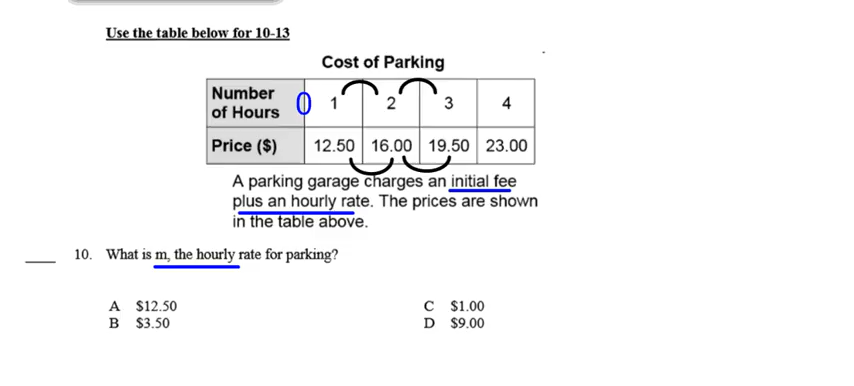 Use the table below for 10-13
Cost of Parking
Number of Hours 0 1 2 3 4
Price ($) 12.50 16.00 19.50 23.00
A parking garage charges an initial fee
plus an hourly rate. The prices are shown
in the table above.
____ 10. What is m, the hourly rate for parking?
A $12.50 C $1.00
B $3.50 D $9.00